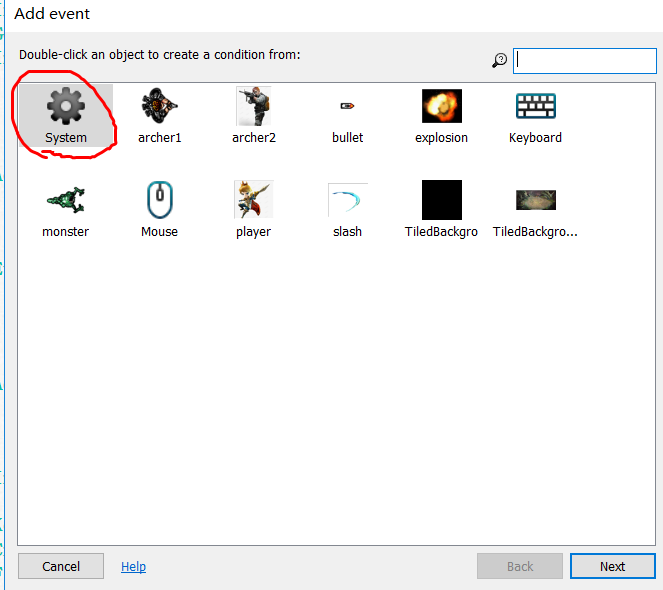 Add event
Double-click an object to create a condition from:
System archer1 archer2 bullet explosion Keyboard
monster Mouse player slash TiledBackgro TiledBackgro...
Cancel Help Back Next